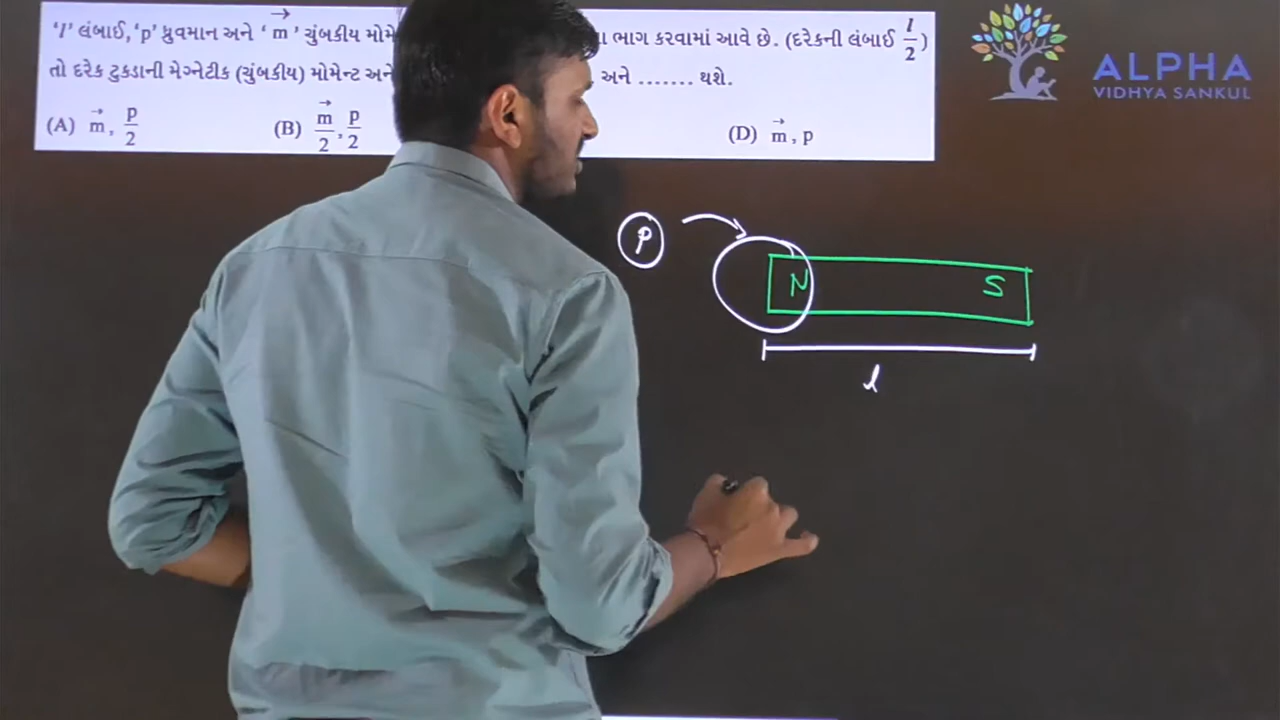 'l' લંબાઈ, 'p' ધ્રુવમાન અને 'm⃗' ચુંબકીય ભાગ કરવામાં આવે છે. (દરેકની લંબાઈ l/2)
તો દરેક ટુકડાની મેગ્નેટીક (ચુંબકીય) મોમેન્ટ અને ....... થશે.
(A) m⃗, p/2 (B) m⃗/2, p/2 (D) m⃗, p
ALPHA
VIDHYA SANKUL
P
N S
l